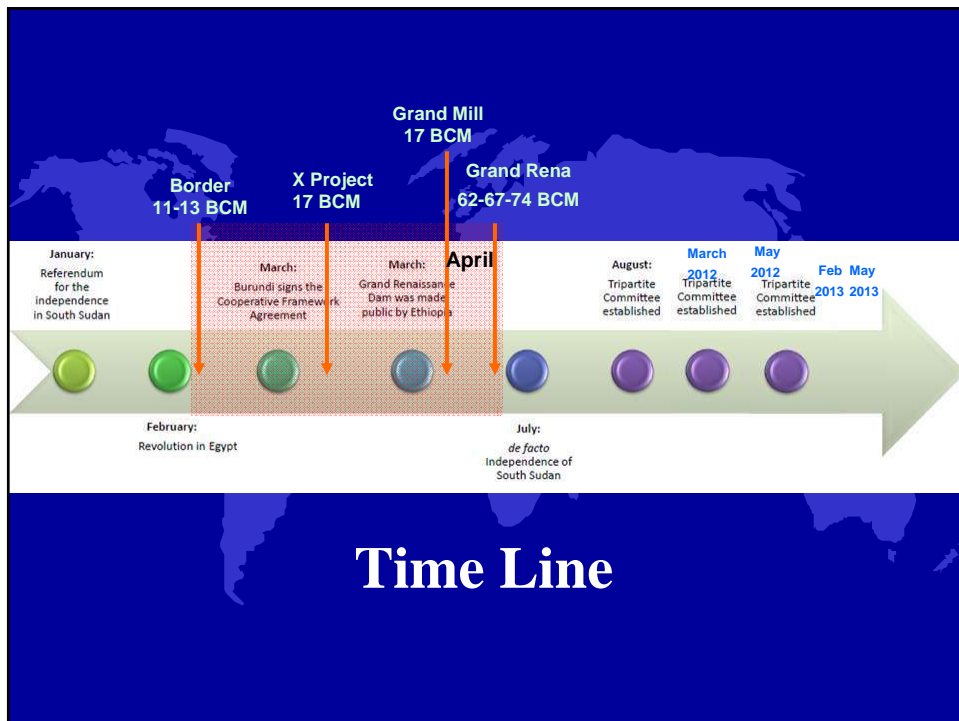 Grand Mill
17 BCM
Border
11-13 BCM
X Project
17 BCM
Grand Rena
62-67-74 BCM
January:
Referendum
for the
independence
in South Sudan
March:
Burundi signs the
Cooperative Framework
Agreement
March:
Grand Renaissance
Dam was made
public by Ethiopia
April
August:
Tripartite
Committee
established
March
2012
Tripartite
Committee
established
May
2012
Tripartite
Committee
established
Feb
2013
May
2013
February:
Revolution in Egypt
July:
de facto
Independence of
South Sudan
Time Line